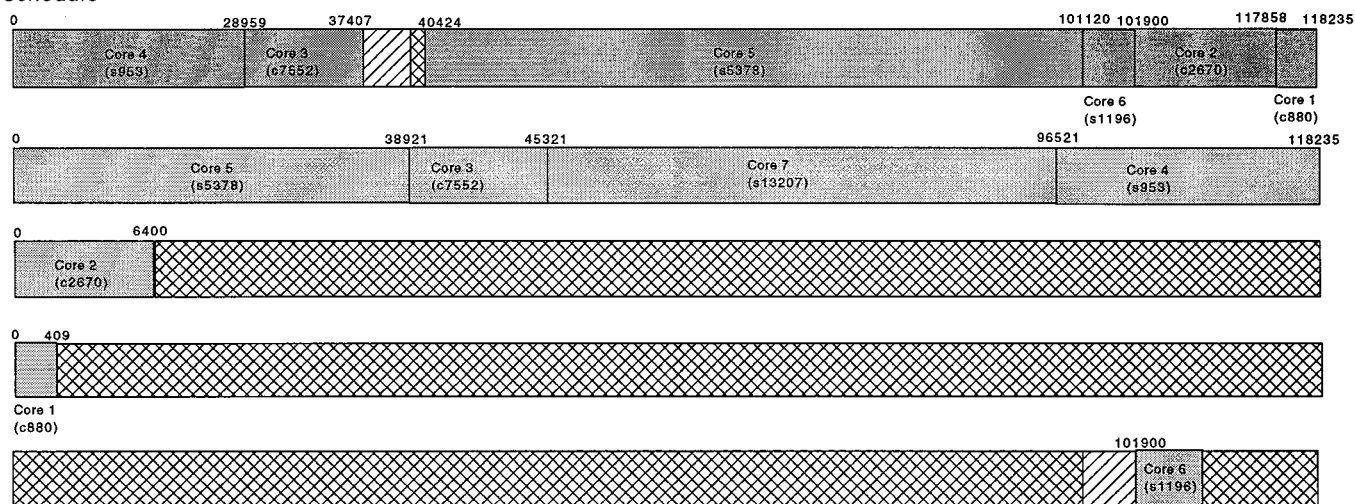 0 28959 37407 40424 101120 101900 117858 118235
Core 4
(s953)
Core 3
(c7552)
Core 5
(s5378)
Core 2
(c2670)
Core 6
(s1196)
Core 1
(c880)
0 38921 45321 96521 118235
Core 5
(s5378)
Core 3
(c7552)
Core 7
(s13207)
Core 4
(s953)
0 6400
Core 2
(c2670)
0 409
Core 1
(c880)
101900
Core 6
(s1196)